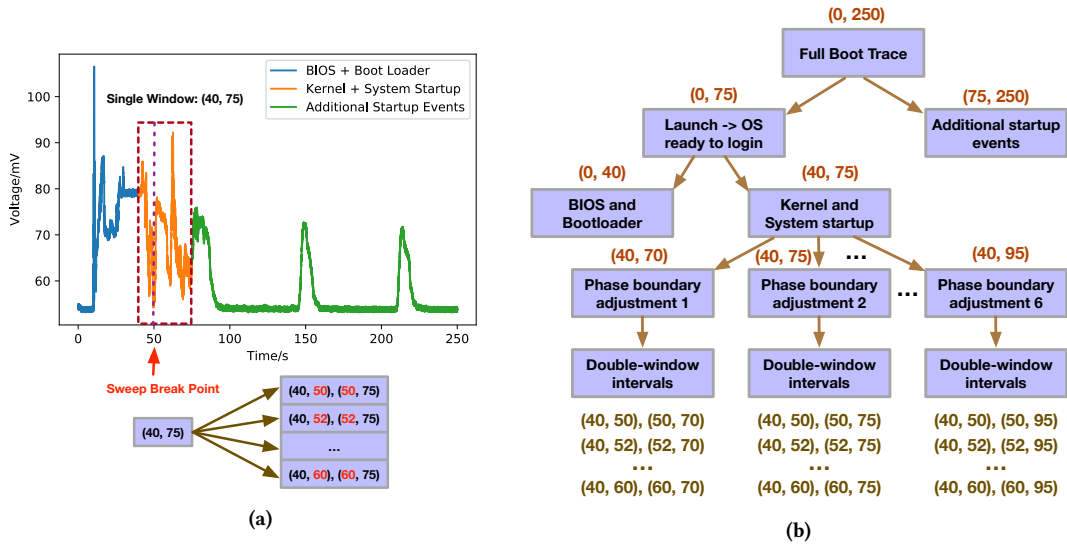 BIOS + Boot Loader
Kernel + System Startup
Additional Startup Events
Single Window: (40, 75)
Voltage/mV
100
90
80
70
60
0
50
100
150
200
250
Time/s
Sweep Break Point
(40, 75)
(40, 50), (50, 75)
(40, 52), (52, 75)
...
(40, 60), (60, 75)
(a)
(0, 250)
Full Boot Trace
(0, 75)
(75, 250)
Launch -> OS
ready to login
Additional startup
events
(0, 40)
(40, 75)
BIOS and
Bootloader
Kernel and
System startup
(40, 70)
(40, 75)
...
(40, 95)
Phase boundary
adjustment 1
Phase boundary
adjustment 2
...
Phase boundary
adjustment 6
Double-window
intervals
Double-window
intervals
Double-window
intervals
(40, 50), (50, 70)
(40, 52), (52, 70)
...
(40, 60), (60, 70)
(40, 50), (50, 75)
(40, 52), (52, 75)
...
(40, 60), (60, 75)
(40, 50), (50, 95)
(40, 52), (52, 95)
...
(40, 60), (60, 95)
(b)